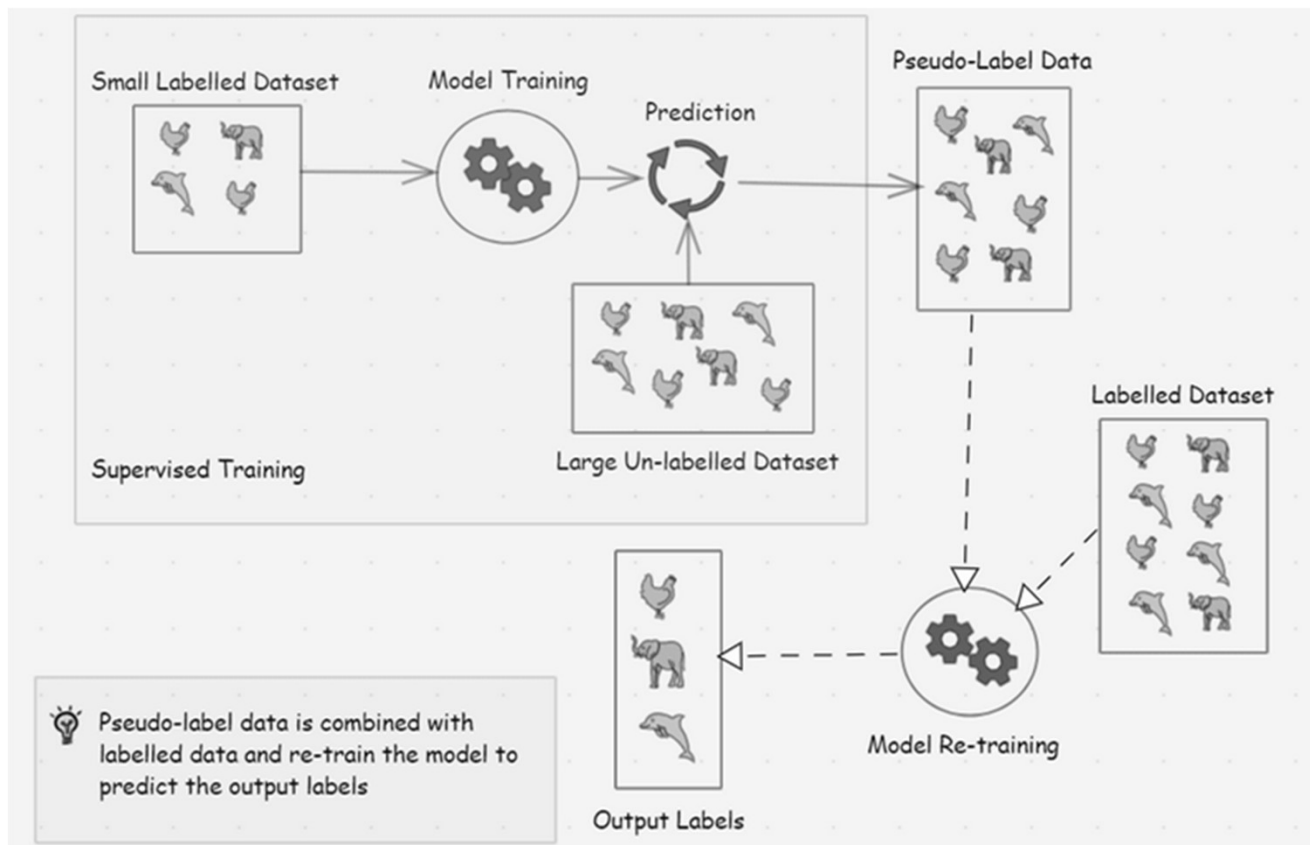 Small Labelled Dataset
Model Training
Prediction
Pseudo-Label Data
Large Un-labelled Dataset
Supervised Training
Labelled Dataset
Model Re-training
Output Labels
Pseudo-label data is combined with
labelled data and re-train the model to
predict the output labels